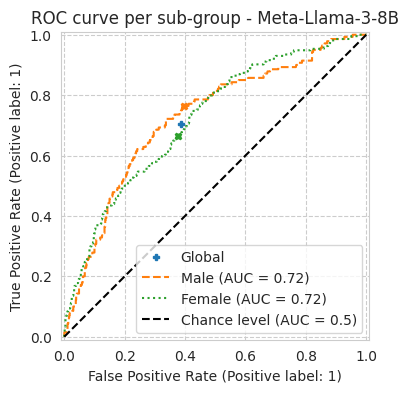 ROC curve per sub-group - Meta-Llama-3-8B
True Positive Rate (Positive label: 1)
1.0
0.8
0.6
0.4
0.2
0.0
Global
Male (AUC = 0.72)
Female (AUC = 0.72)
Chance level (AUC = 0.5)
0.0 0.2 0.4 0.6 0.8 1.0
False Positive Rate (Positive label: 1)